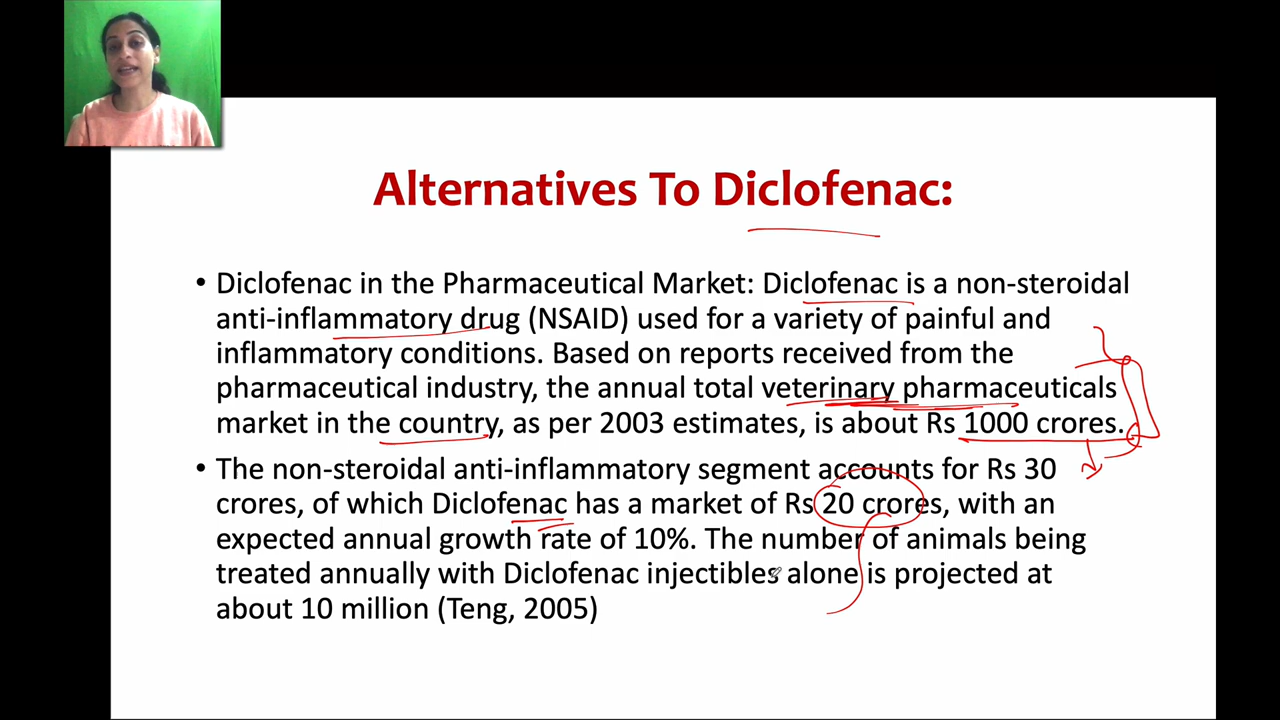 Alternatives To Diclofenac:
• Diclofenac in the Pharmaceutical Market: Diclofenac is a non-steroidal
anti-inflammatory drug (NSAID) used for a variety of painful and
inflammatory conditions. Based on reports received from the
pharmaceutical industry, the annual total veterinary pharmaceuticals
market in the country, as per 2003 estimates, is about Rs 1000 crores.
• The non-steroidal anti-inflammatory segment accounts for Rs 30
crores, of which Diclofenac has a market of Rs 20 crores, with an
expected annual growth rate of 10%. The number of animals being
treated annually with Diclofenac injectibles alone is projected at
about 10 million (Teng, 2005)